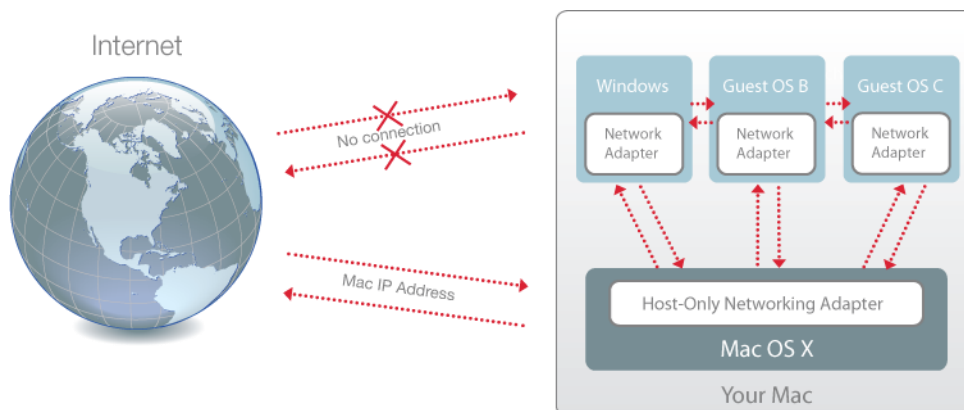 Internet
No connection
Mac IP Address
Windows
Guest OS B
Guest OS C
Network
Adapter
Network
Adapter
Network
Adapter
Host-Only Networking Adapter
Mac OS X
Your Mac